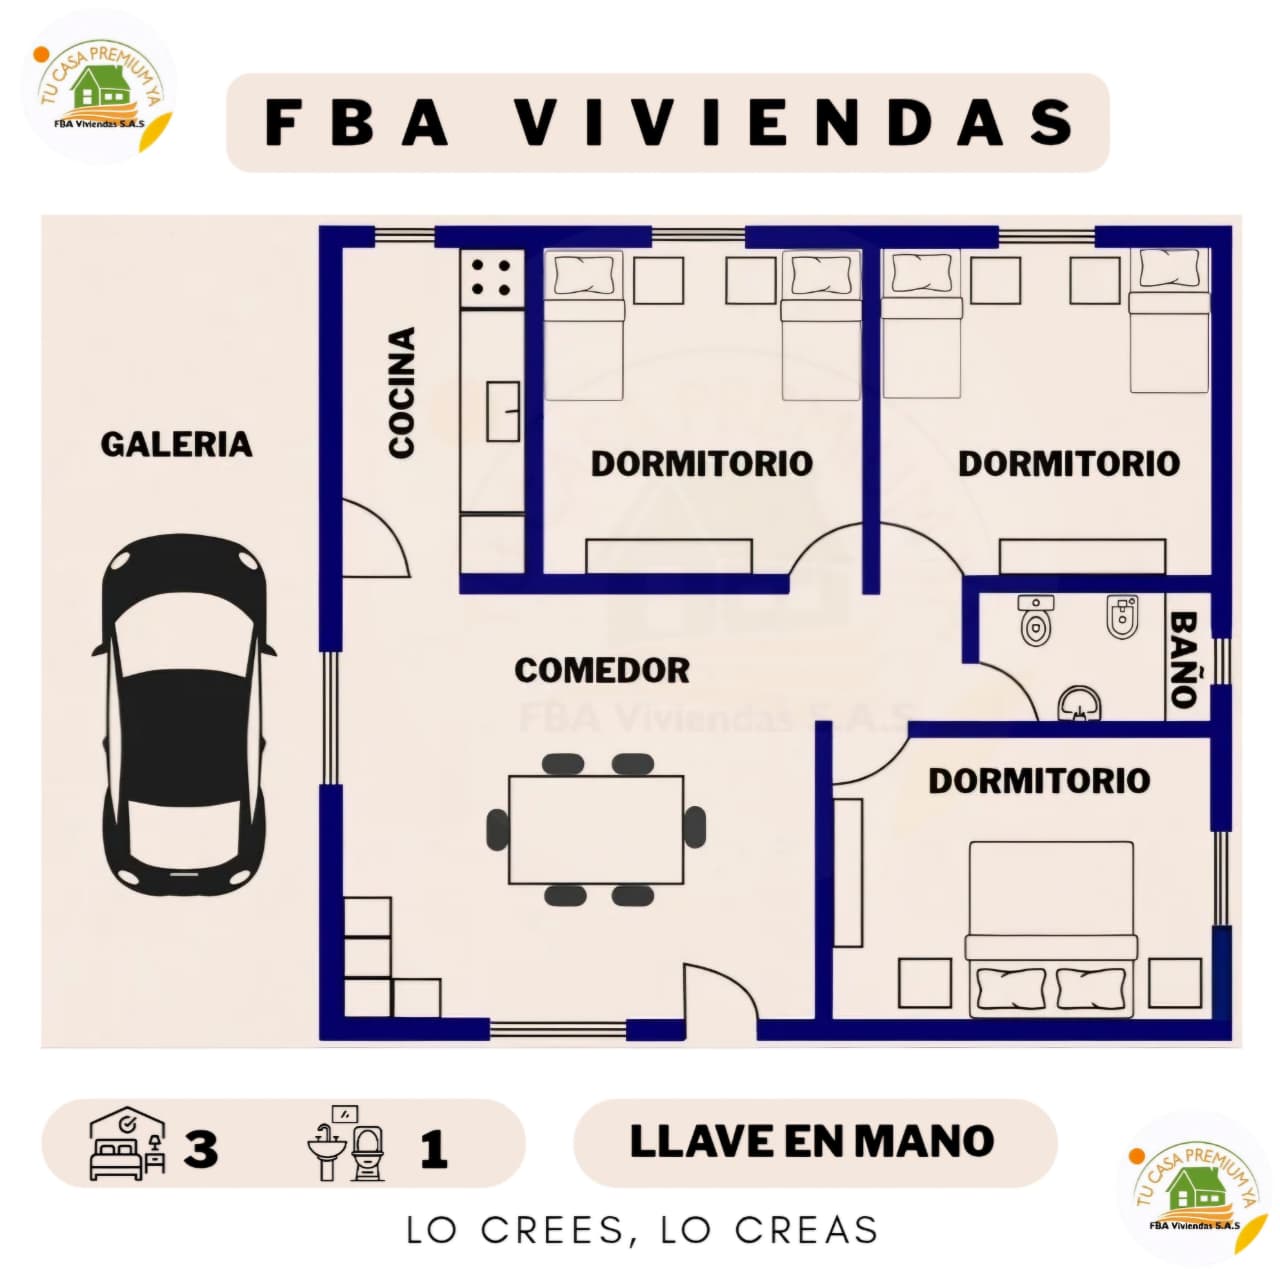 TU CASA PREMIUM YA
FBA Viviendas S.A.S
FBA VIVIENDAS
COCINA
GALERIA
DORMITORIO
DORMITORIO
BAÑO
COMEDOR
FBA Viviendas S.A.S
DORMITORIO
3
1
LLAVE EN MANO
TU CASA PREMIUM YA
FBA Viviendas S.A.S
LO CREES, LO CREAS